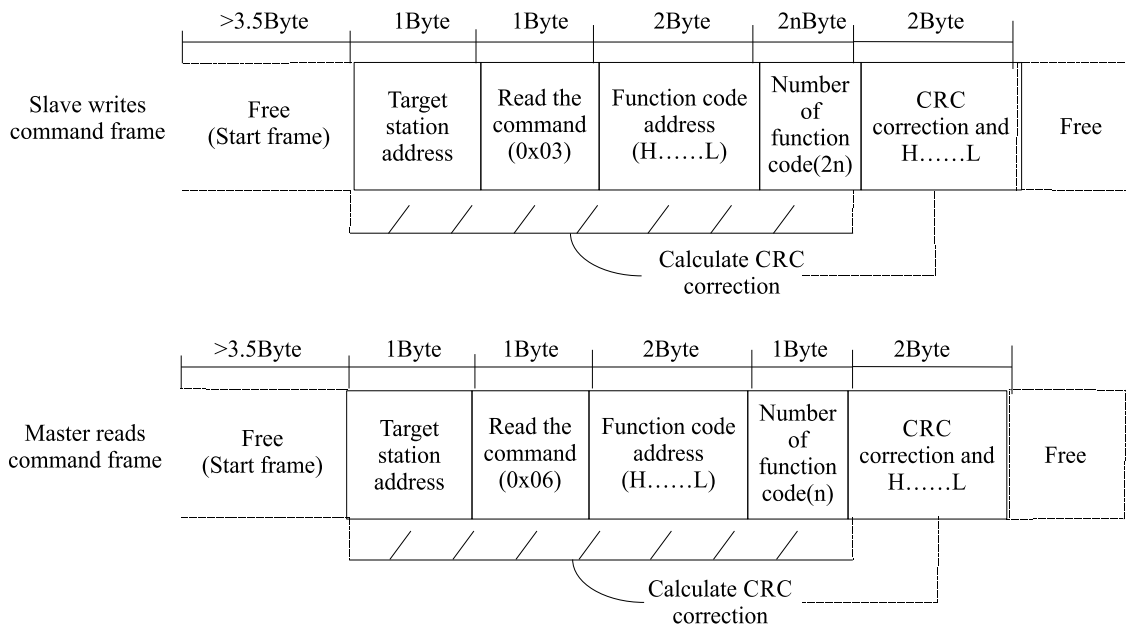 >3.5Byte 1Byte 1Byte 2Byte 2nByte 2Byte
Slave writes
command frame
Free
(Start frame)
Target
station
address
Read the
command
(0x03)
Function code
address
(H......L)
Number
of
function
code(2n)
CRC
correction and
H......L
Free
Calculate CRC
correction
>3.5Byte 1Byte 1Byte 2Byte 1Byte 2Byte
Master reads
command frame
Free
(Start frame)
Target
station
address
Read the
command
(0x06)
Function code
address
(H......L)
Number
of
function
code(n)
CRC
correction and
H......L
Free
Calculate CRC
correction